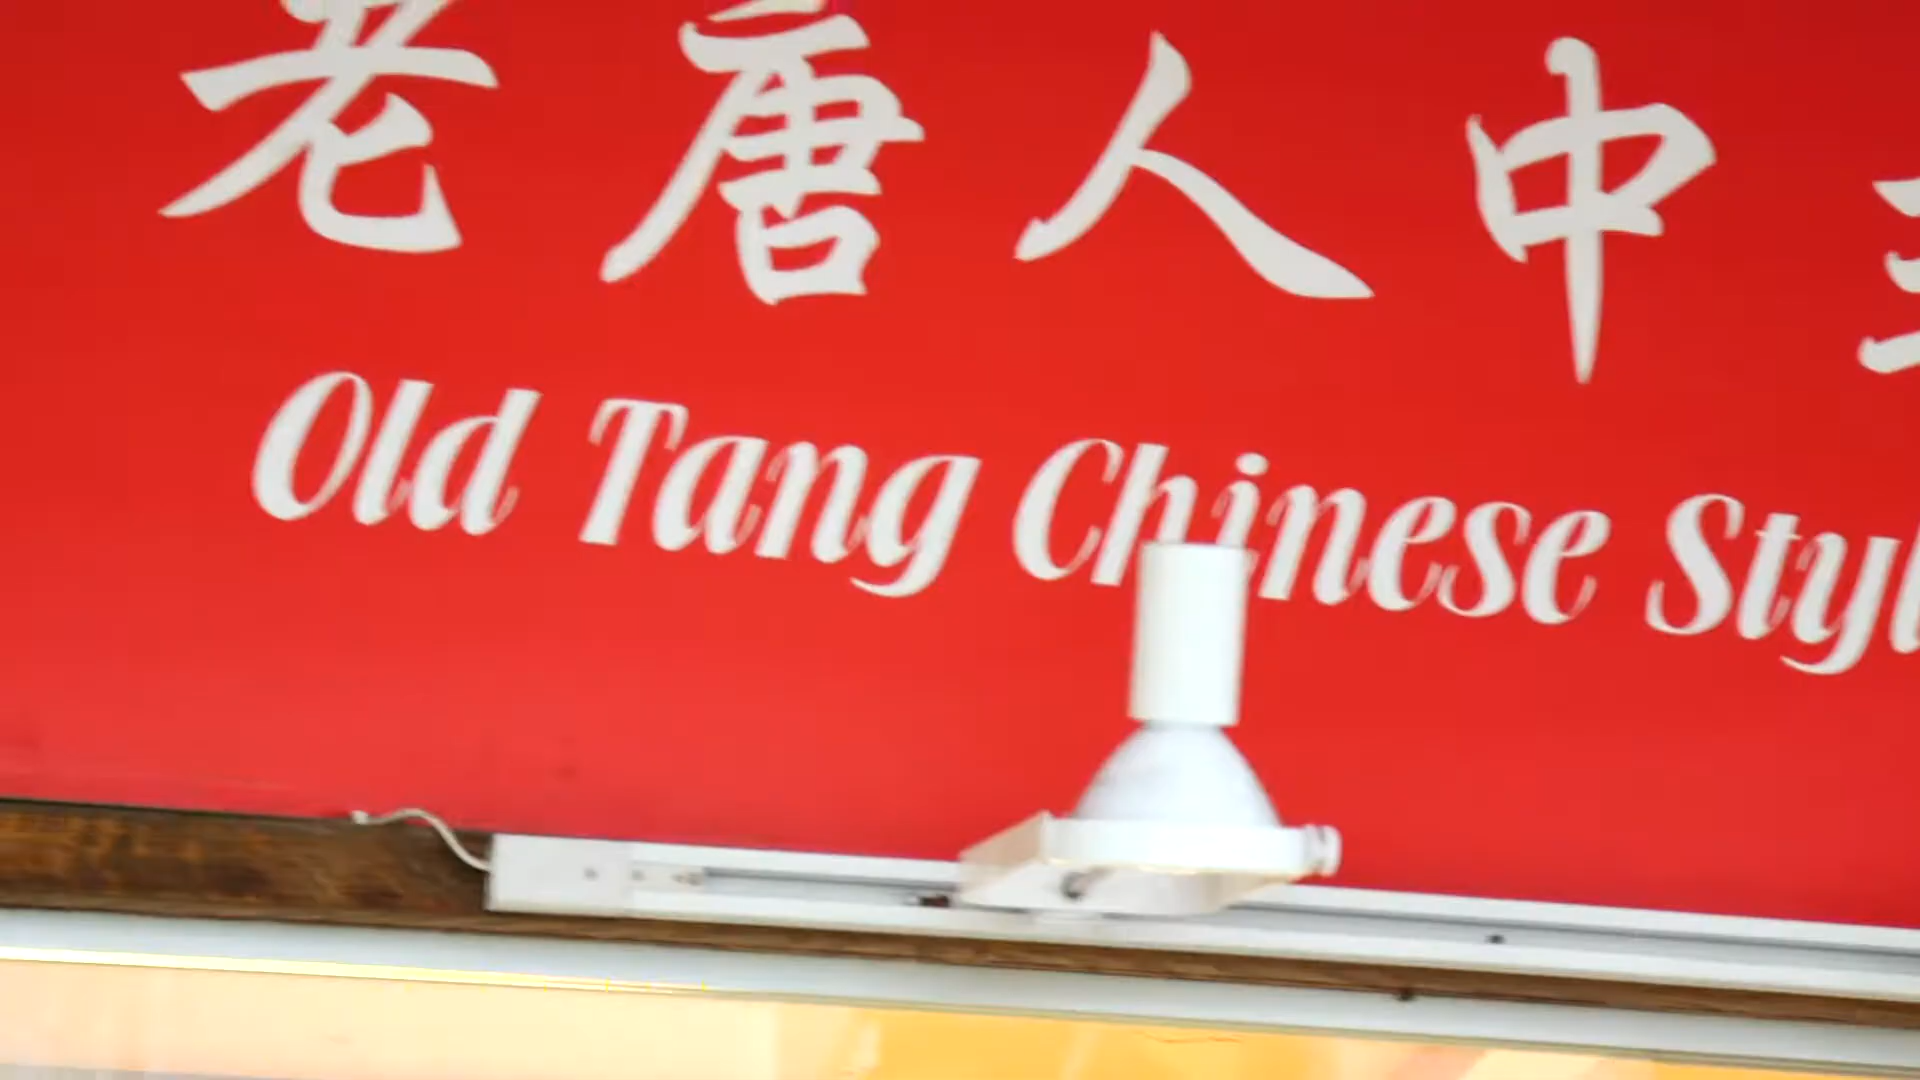 老唐人中
Old Tang Chinese Styl